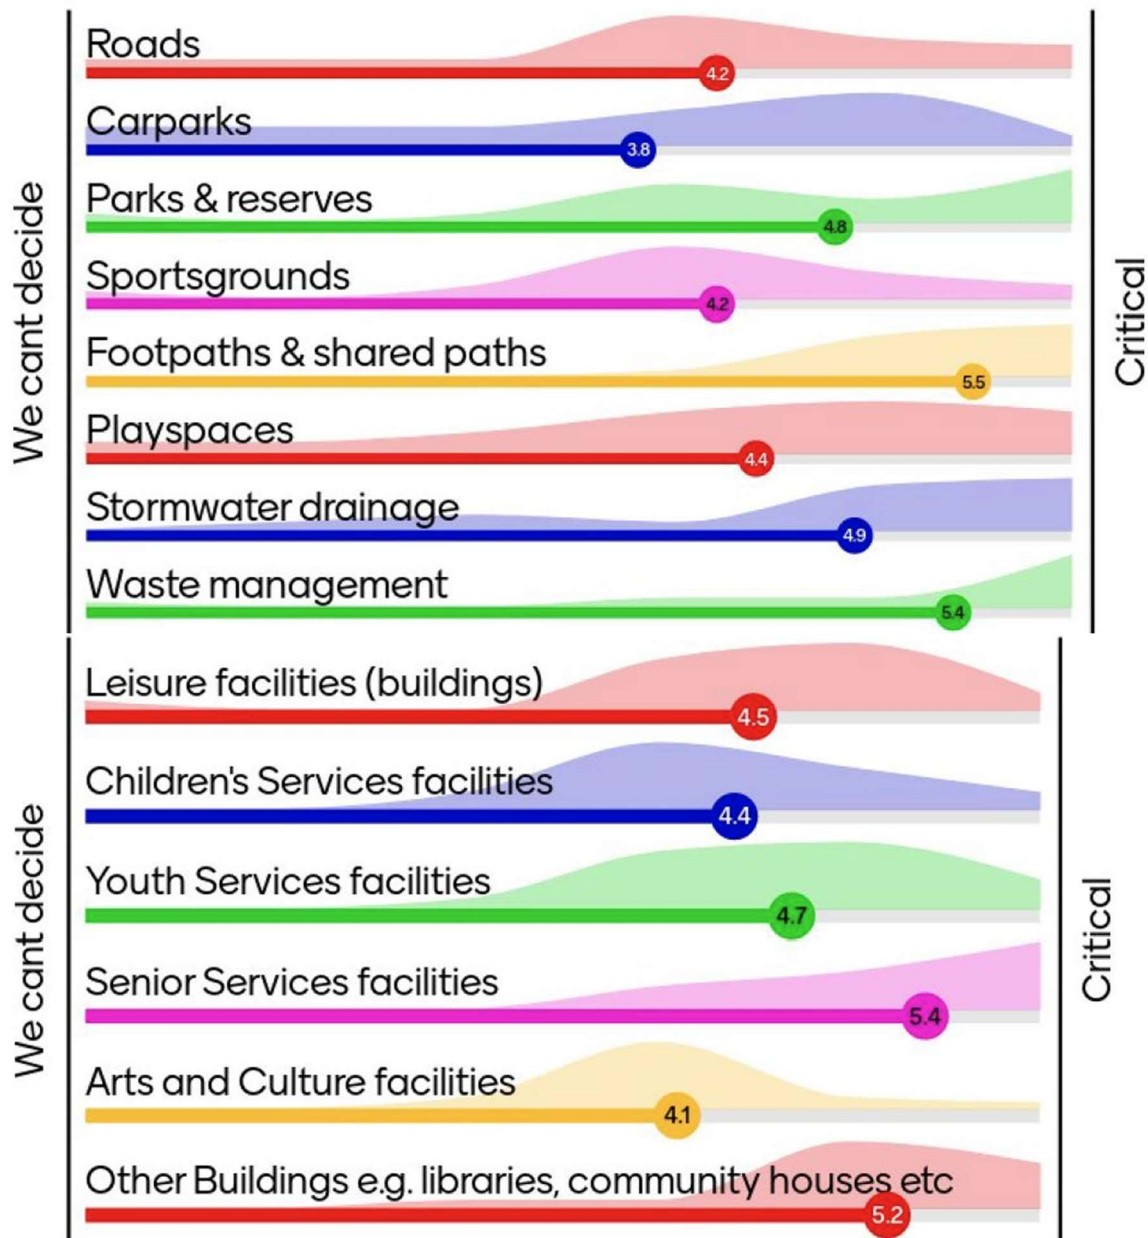 We cant decide
Roads
4.2
Carparks
3.8
Parks & reserves
4.8
Sportsgrounds
4.2
Footpaths & shared paths
5.5
Playspaces
4.4
Stormwater drainage
4.9
Waste management
5.4
Critical
We cant decide
Leisure facilities (buildings)
4.5
Children's Services facilities
4.4
Youth Services facilities
4.7
Senior Services facilities
5.4
Arts and Culture facilities
4.1
Other Buildings e.g. libraries, community houses etc
5.2
Critical